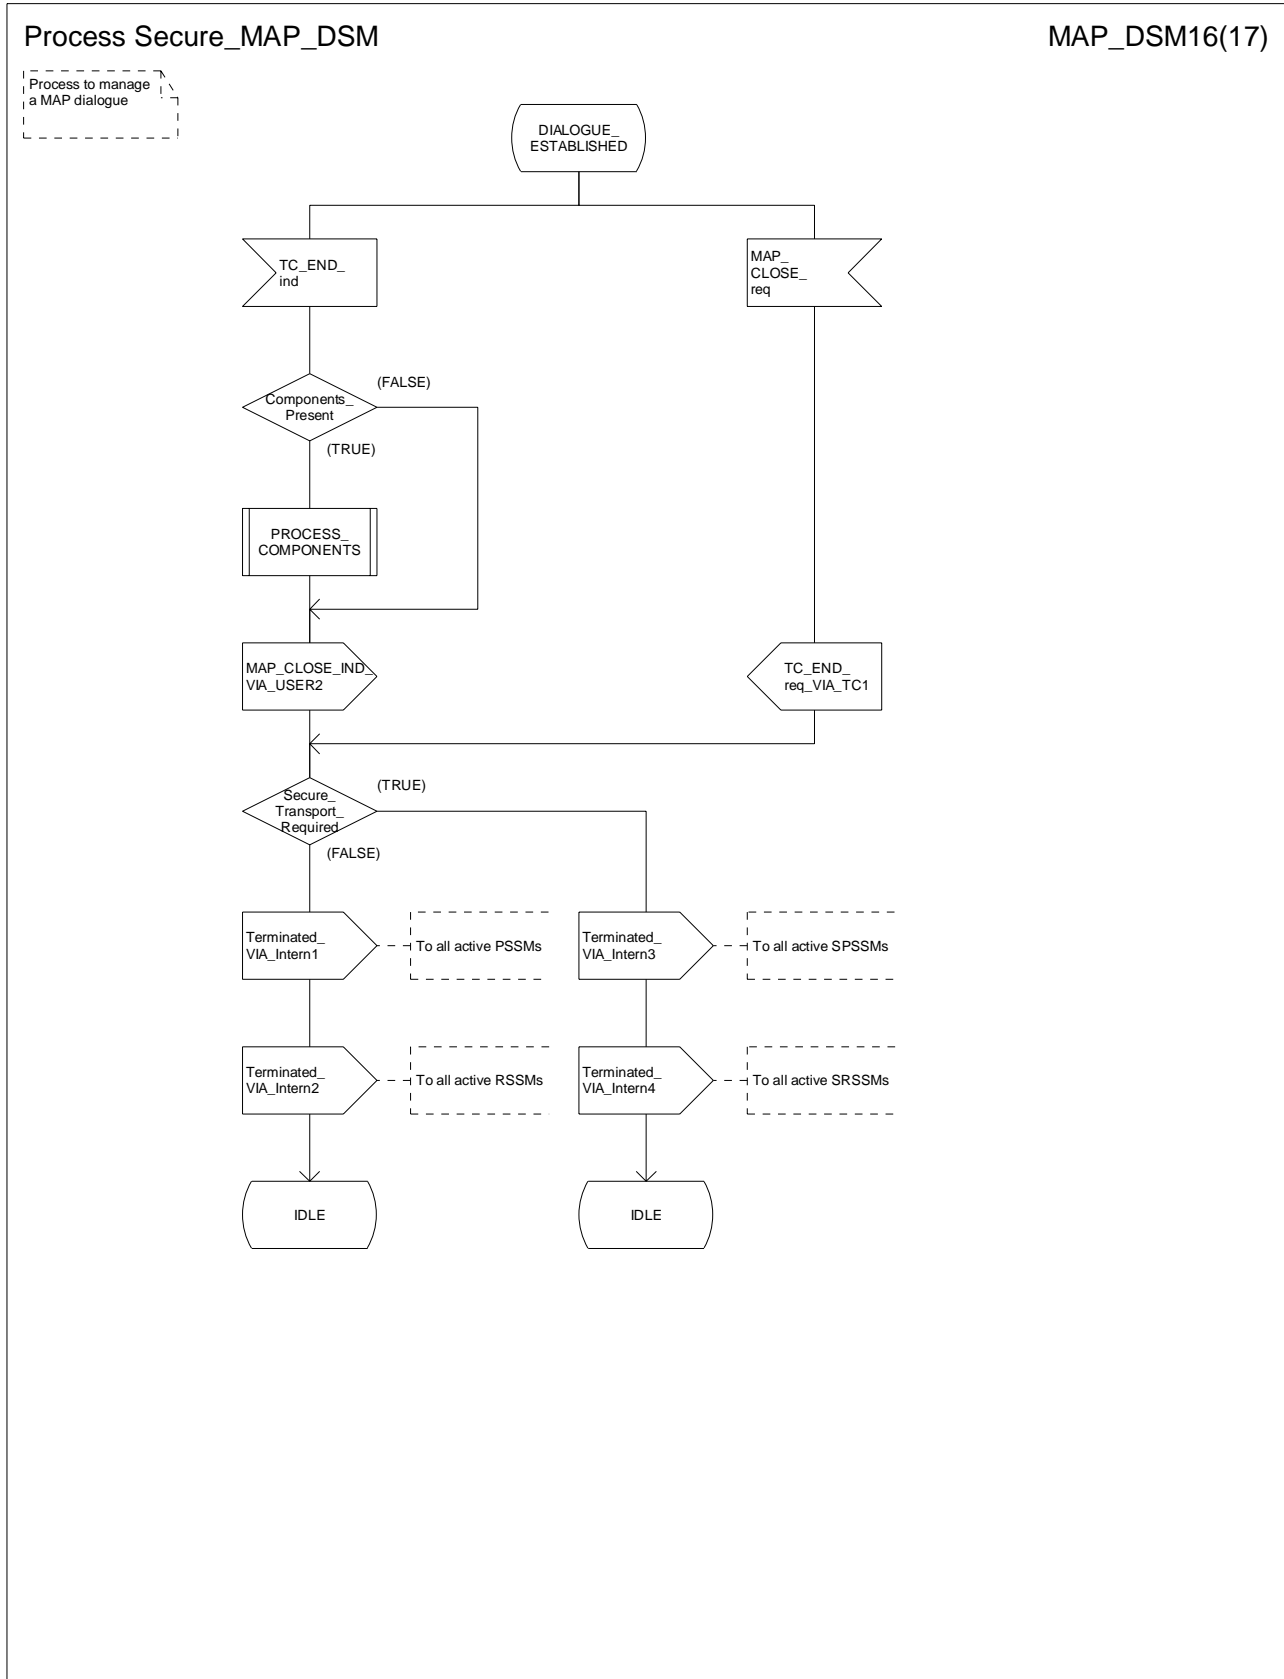 Process Secure_MAP_DSM
MAP_DSM16(17)
Process to manage
a MAP dialogue
DIALOGUE_
ESTABLISHED
TC_END_
ind
MAP_
CLOSE_
req
Components_
Present
(FALSE)
(TRUE)
PROCESS_
COMPONENTS
MAP_CLOSE_IND_
VIA_USER2
TC_END_
req_VIA_TC1
Secure_
Transport_
Required
(TRUE)
(FALSE)
Terminated_
VIA_Intern1
To all active PSSMs
Terminated_
VIA_Intern3
To all active SPSSMs
Terminated_
VIA_Intern2
To all active RSSMs
Terminated_
VIA_Intern4
To all active SRSSMs
IDLE
IDLE